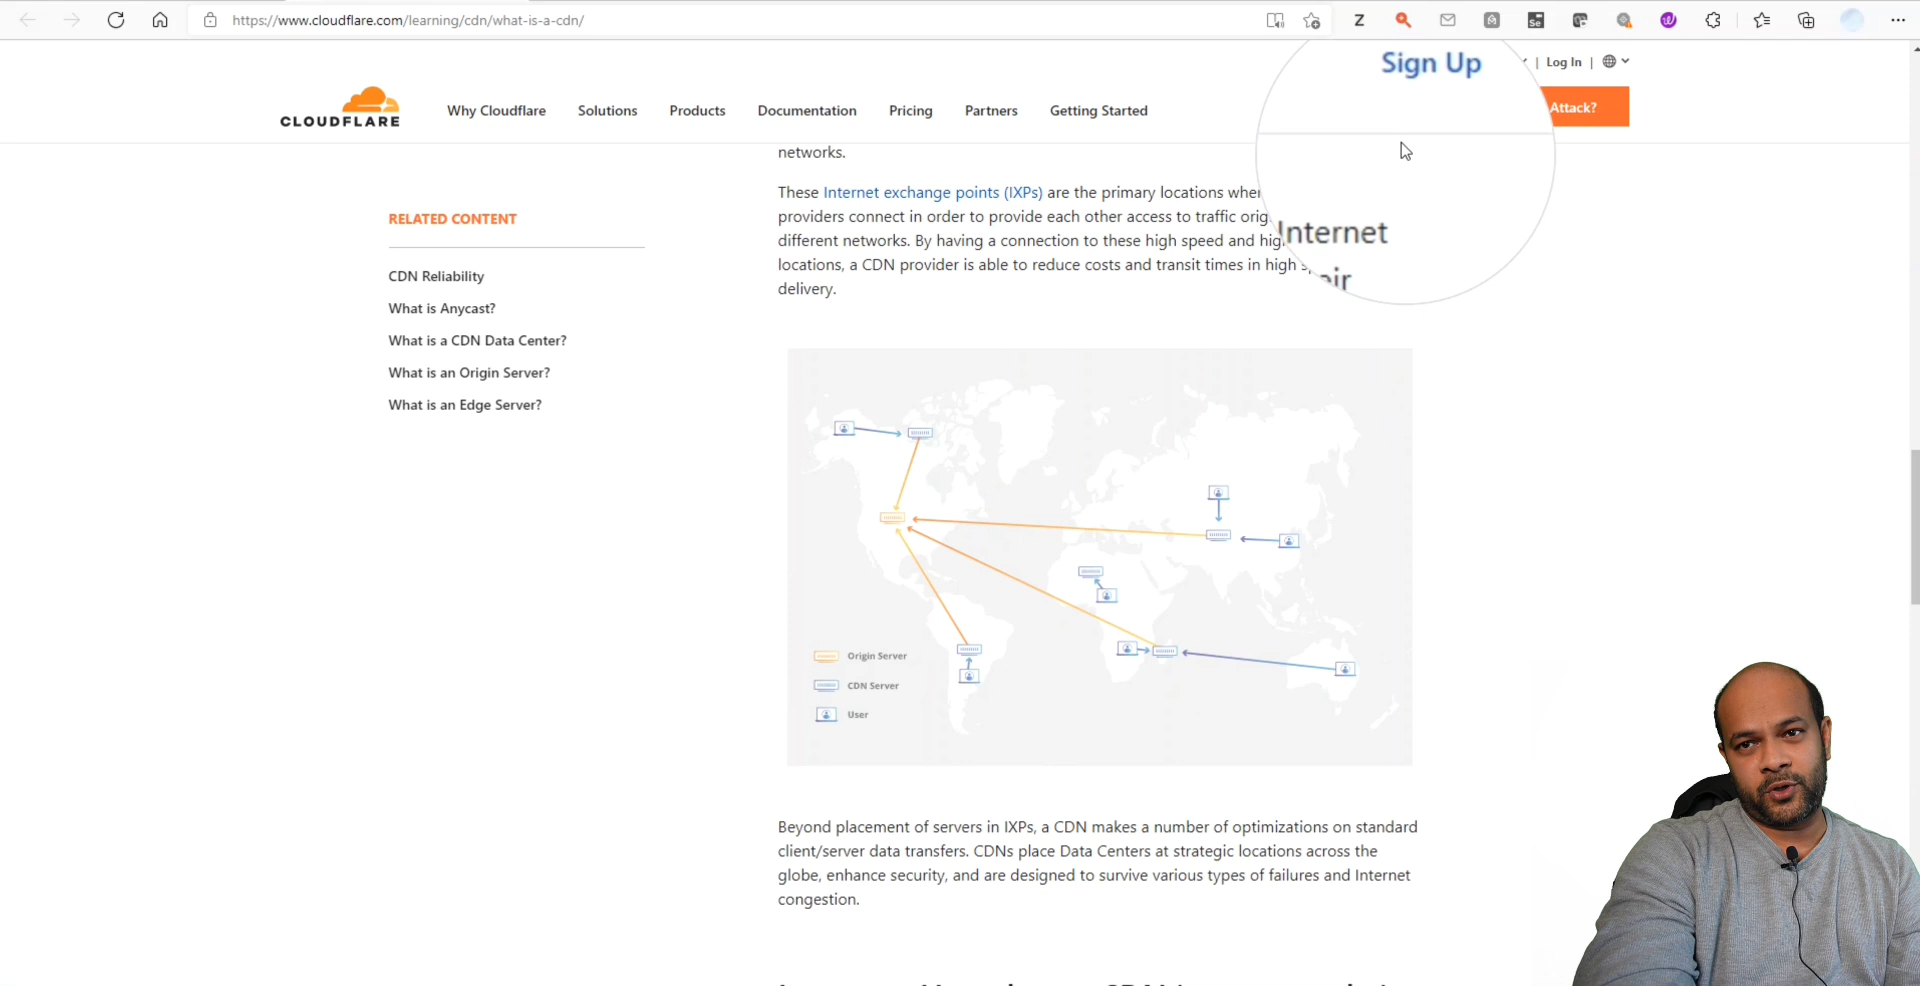 https://www.cloudflare.com/learning/cdn/what-is-a-cdn/
Z
Se
Sign Up
| Log In |
CLOUDFLARE
Why Cloudflare
Solutions
Products
Documentation
Pricing
Partners
Getting Started
Attack?
networks.
These Internet exchange points (IXPs) are the primary locations
providers connect in order to provide each other access to traffic
different networks. By having a connection to these high speed and
locations, a CDN provider is able to reduce costs and transit times in high
delivery.
Internet
RELATED CONTENT
CDN Reliability
What is Anycast?
What is a CDN Data Center?
What is an Origin Server?
What is an Edge Server?
Origin Server
CDN Server
User
Beyond placement of servers in IXPs, a CDN makes a number of optimizations on standard
client/server data transfers. CDNs place Data Centers at strategic locations across the
globe, enhance security, and are designed to survive various types of failures and Internet
congestion.